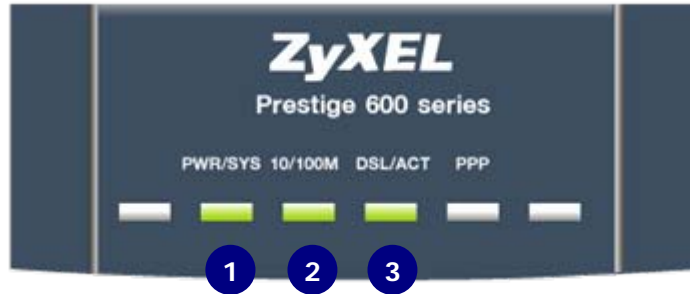 ZyXEL
Prestige 600 series
PWR/SYS 10/100M DSL/ACT PPP
1 2 3